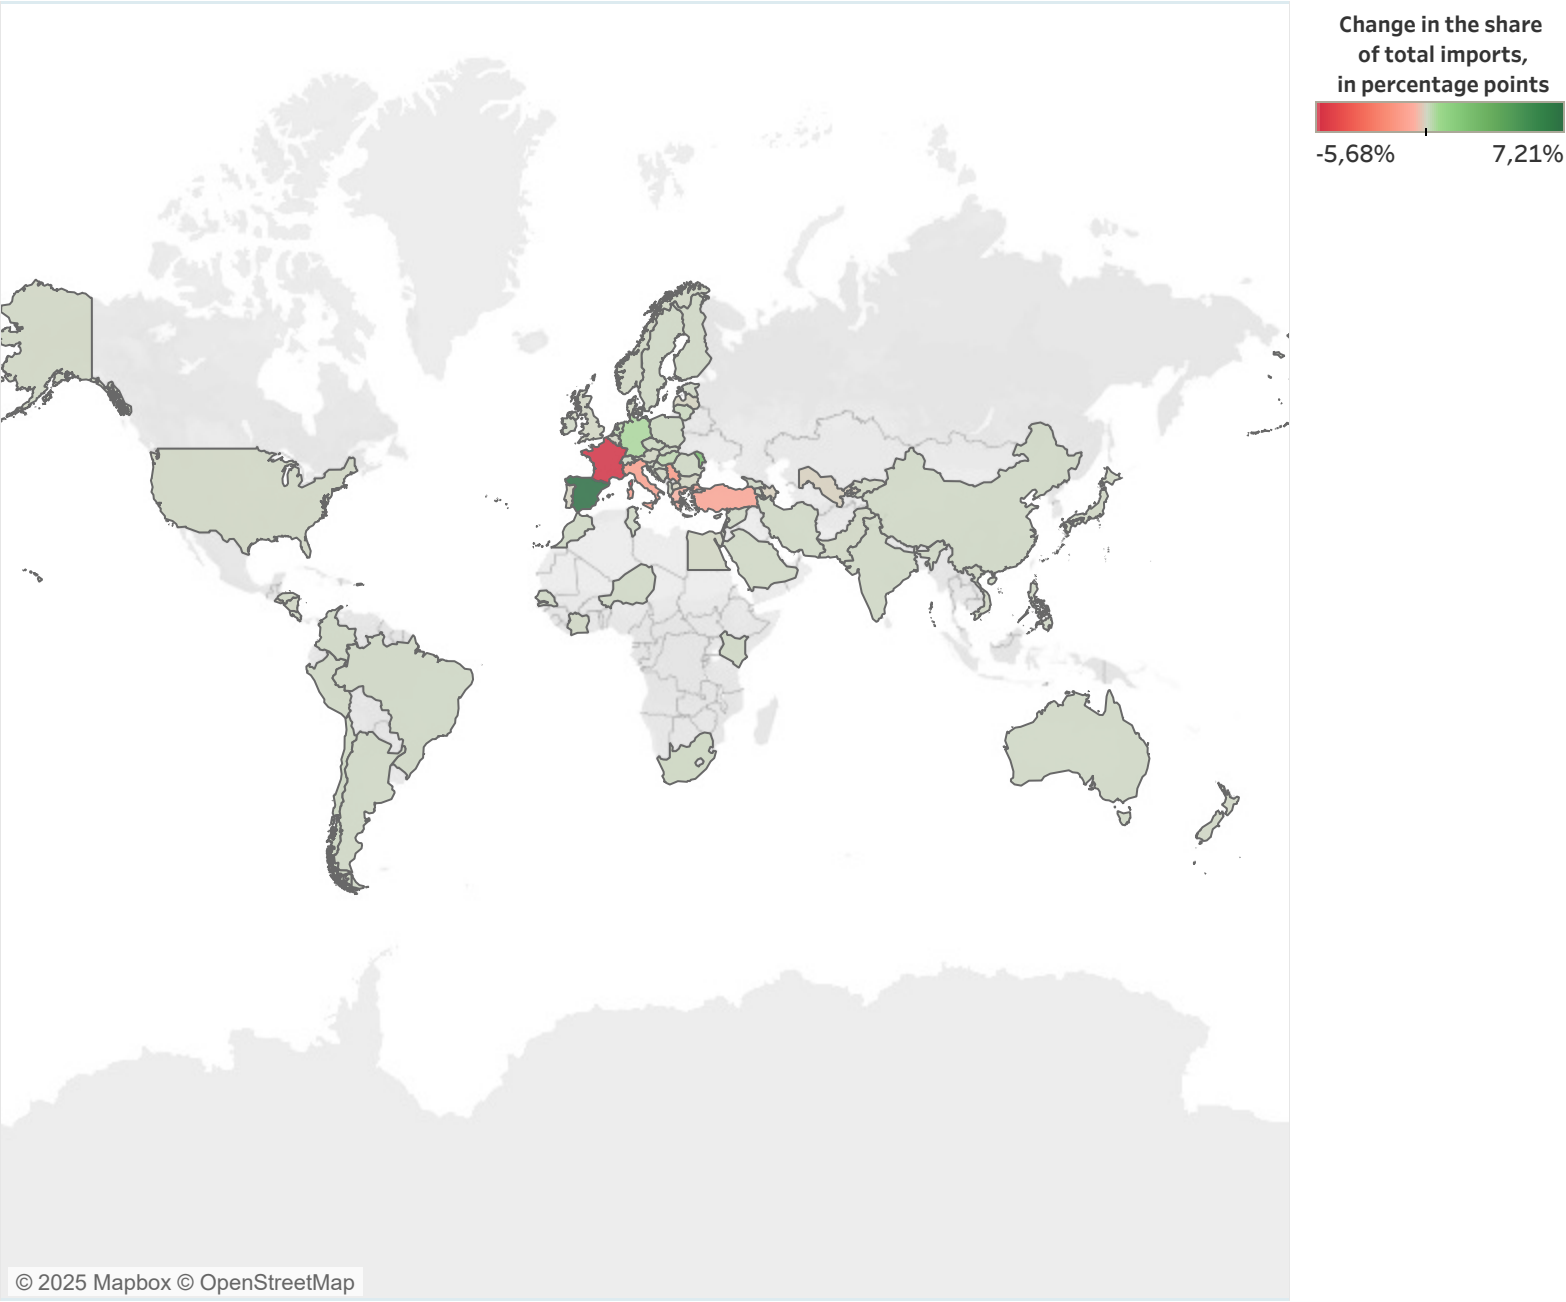 Change in the share
of total imports,
in percentage points
-5,68% 7,21%
© 2025 Mapbox © OpenStreetMap